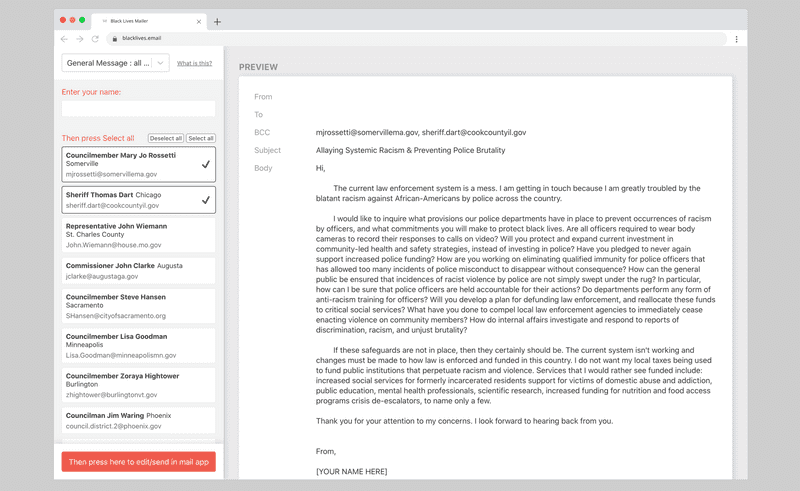 Black Lives Mailer
blacklives.email
General Message : all ...
What is this?
Enter your name:
Then press Select all
Deselect all
Select all
Councilmember Mary Jo Rossetti
Somerville
mjrossetti@somervillema.gov
Sheriff Thomas Dart Chicago
sheriff.dart@cookcountyil.gov
Representative John Wiemann
St. Charles County
John.Wiemann@house.mo.gov
Commissioner John Clarke Augusta
jclarke@augustaga.gov
Councilmember Steve Hansen
Sacramento
SHansen@cityofsacramento.org
Councilmember Lisa Goodman
Minneapolis
Lisa.Goodman@minneapolismn.gov
Councilmember Zoraya Hightower
Burlington
zhightower@burlingtonvt.gov
Councilman Jim Waring Phoenix
council.district.2@phoenix.gov
Then press here to edit/send in mail app
PREVIEW
From
To
BCC mjrossetti@somervillema.gov, sheriff.dart@cookcountyil.gov
Subject Allaying Systemic Racism & Preventing Police Brutality
Body Hi,
The current law enforcement system is a mess. I am getting in touch because I am greatly troubled by the
blatant racism against African-Americans by police across the country.
I would like to inquire what provisions our police departments have in place to prevent occurrences of racism
by officers, and what commitments you will make to protect black lives. Are all officers required to wear body
cameras to record their responses to calls on video? Will you protect and expand current investment in
community-led health and safety strategies, instead of investing in police? Have you pledged to never again
support increased police funding? How are you working on eliminating qualified immunity for police officers that
has allowed too many incidents of police misconduct to disappear without consequence? How can the general
public be ensured that incidences of racist violence by police are not simply swept under the rug? In particular,
how can I be sure that police officers are held accountable for their actions? Do departments perform any form of
anti-racism training for officers? Will you develop a plan for defunding law enforcement, and reallocate these funds
to critical social services? What have you done to compel local law enforcement agencies to immediately cease
enacting violence on community members? How do internal affairs investigate and respond to reports of
discrimination, racism, and unjust brutality?
If these safeguards are not in place, then they certainly should be. The current system isn't working and
changes must be made to how law is enforced and funded in this country. I do not want my local taxes being used
to fund public institutions that perpetuate racism and violence. Services that I would rather see funded include:
increased social services for formerly incarcerated residents support for victims of domestic abuse and addiction,
public education, mental health professionals, scientific research, increased funding for nutrition and food access
programs crisis de-escalators, to name only a few.
Thank you for your attention to my concerns. I look forward to hearing back from you.
From,
[YOUR NAME HERE]